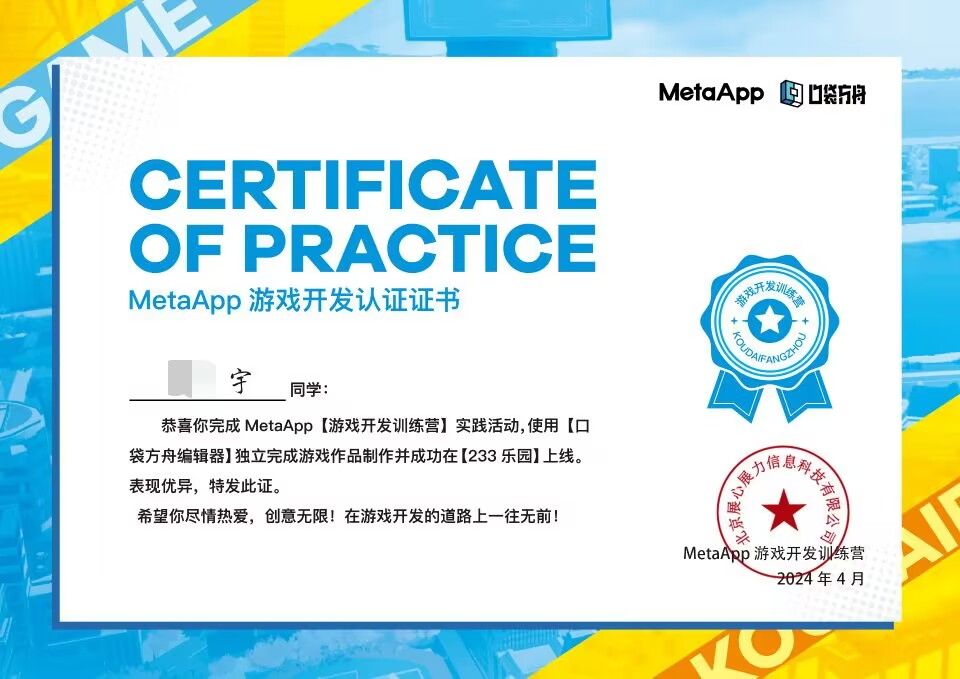 GAME
MetaApp 口袋方舟
CERTIFICATE
OF PRACTICE
MetaApp 游戏开发认证证书
宇 同学：
恭喜你完成 MetaApp【游戏开发训练营】实践活动，使用【口
袋方舟编辑器】独立完成游戏作品制作并成功在【233 乐园】上线。
表现优异，特发此证。
希望你尽情热爱，创意无限！在游戏开发的道路上一往无前！
游戏开发训练营
KOUDAIFANGZHOU
北京展心展力信息科技有限公司
MetaApp 游戏开发训练营
2024 年 4 月